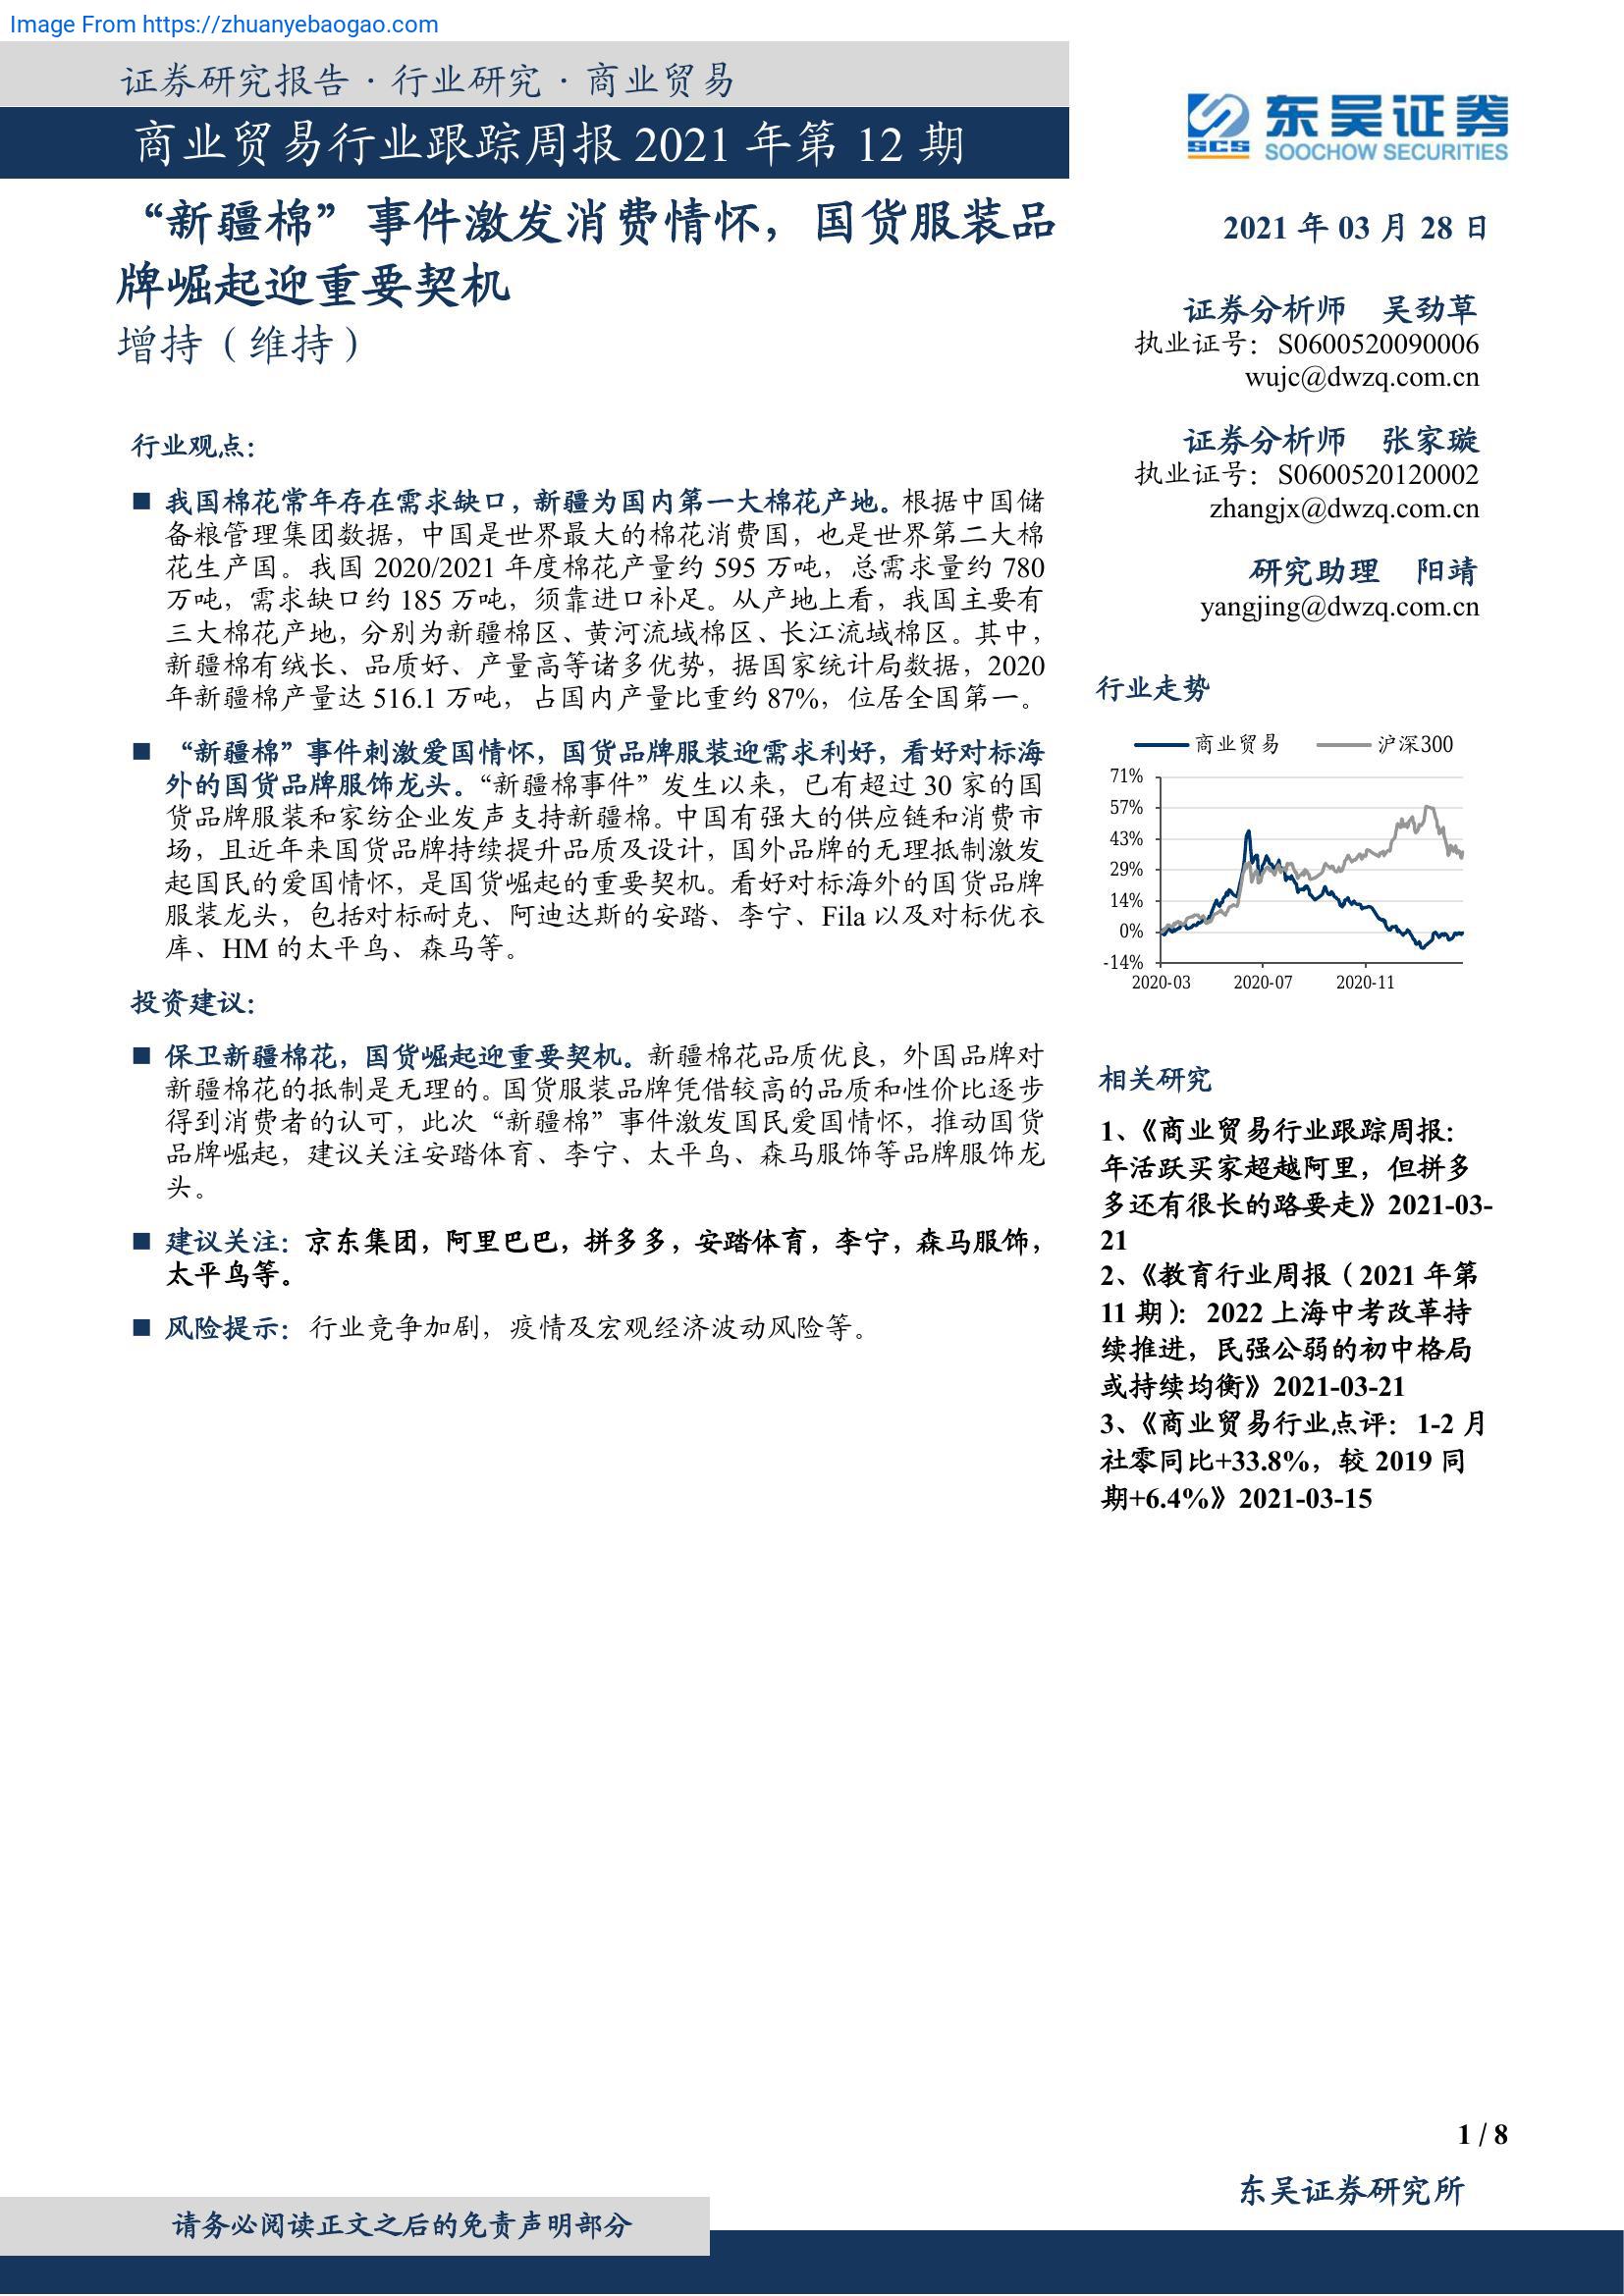 Image From https://zhuanyebaogao.com
证券研究报告 · 行业研究 · 商业贸易
商业贸易行业跟踪周报 2021 年第 12 期
“新疆棉”事件激发消费情怀，国货服装品
牌崛起迎重要契机
增持（维持）
行业观点：
■ 我国棉花常年存在需求缺口，新疆为国内第一大棉花产地。根据中国储
备粮管理集团数据，中国是世界最大的棉花消费国，也是世界第二大棉
花生产国。我国 2020/2021 年度棉花产量约 595 万吨，总需求量约 780
万吨，需求缺口约 185 万吨，须靠进口补足。从产地上看，我国主要有
三大棉花产地，分别为新疆棉区、黄河流域棉区、长江流域棉区。其中，
新疆棉有绒长、品质好、产量高等诸多优势，据国家统计局数据，2020
年新疆棉产量达 516.1 万吨，占国内产量比重约 87%，位居全国第一。
■ “新疆棉”事件刺激爱国情怀，国货品牌服装迎需求利好，看好对标海
外的国货品牌服饰龙头。“新疆棉事件”发生以来，已有超过 30 家的国
货品牌服装和家纺企业发声支持新疆棉。中国有强大的供应链和消费市
场，且近年来国货品牌持续提升品质及设计，国外品牌的无理抵制激发
起国民的爱国情怀，是国货崛起的重要契机。看好对标海外的国货品牌
服装龙头，包括对标耐克、阿迪达斯的安踏、李宁、Fila 以及对标优衣
库、HM 的太平鸟、森马等。
投资建议：
■ 保卫新疆棉花，国货崛起迎重要契机。新疆棉花品质优良，外国品牌对
新疆棉花的抵制是无理的。国货服装品牌凭借较高的品质和性价比逐步
得到消费者的认可，此次“新疆棉”事件激发国民爱国情怀，推动国货
品牌崛起，建议关注安踏体育、李宁、太平鸟、森马服饰等品牌服饰龙
头。
■ 建议关注：京东集团，阿里巴巴，拼多多，安踏体育，李宁，森马服饰，
太平鸟等。
■ 风险提示：行业竞争加剧，疫情及宏观经济波动风险等。
SCS 东吴证券
SOOCHOW SECURITIES
2021 年 03 月 28 日
证券分析师 吴劲草
执业证号：S0600520090006
wujc@dwzq.com.cn
证券分析师 张家璇
执业证号：S0600520120002
zhangjx@dwzq.com.cn
研究助理 阳靖
yangjing@dwzq.com.cn
行业走势
商业贸易 沪深300
71%
57%
43%
29%
14%
0%
-14%
2020-03 2020-07 2020-11
相关研究
1、《商业贸易行业跟踪周报：
年活跃买家超越阿里，但拼多
多还有很长的路要走》2021-03-
21
2、《教育行业周报（2021 年第
11 期）：2022 上海中考改革持
续推进，民强公弱的初中格局
或持续均衡》2021-03-21
3、《商业贸易行业点评：1-2 月
社零同比+33.8%，较 2019 同
期+6.4%》2021-03-15
1 / 8
东吴证券研究所
请务必阅读正文之后的免责声明部分